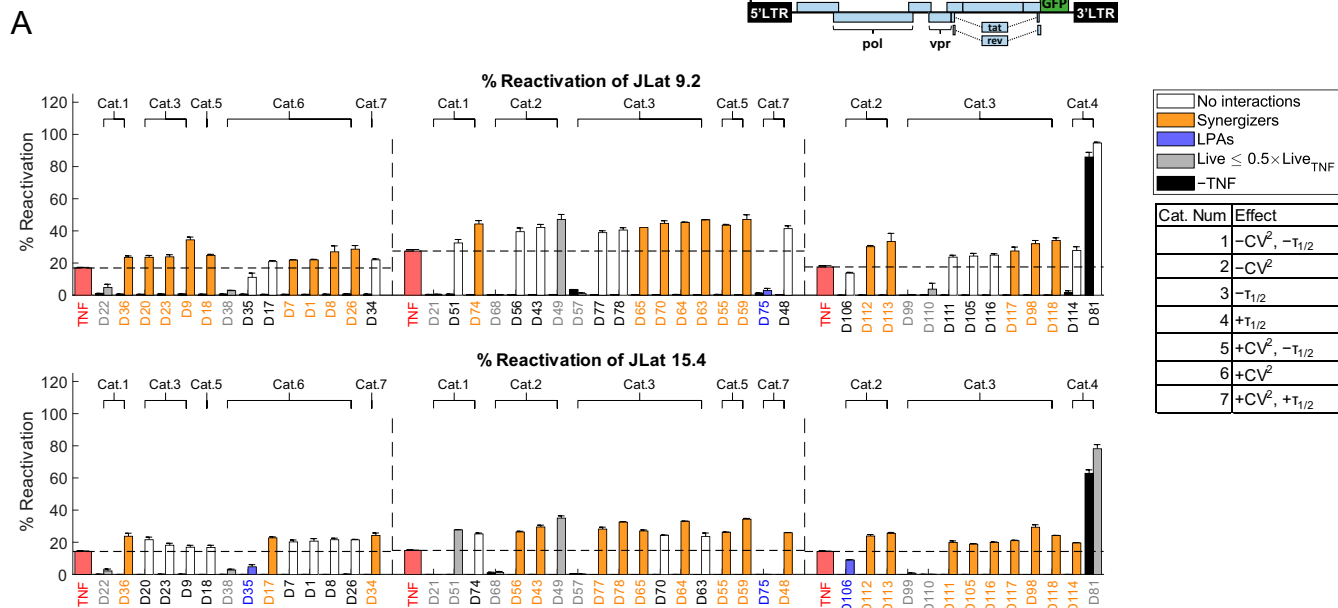 A
5'LTR
GFP
3'LTR
tat
rev
pol
vpr
% Reactivation of JLat 9.2
% Reactivation
120
100
80
60
40
20
0
Cat.1 Cat.3 Cat.5 Cat.6 Cat.7 Cat.1 Cat.2 Cat.3 Cat.5 Cat.7 Cat.2 Cat.3 Cat.4
TNF D22 D36 D20 D23 D9 D18 D38 D35 D17 D7 D1 D8 D26 D34 TNF D21 D51 D74 D68 D56 D43 D49 D57 D77 D78 D65 D70 D64 D63 D55 D59 D75 D48 TNF D106 D112 D113 D99 D110 D111 D105 D116 D117 D98 D118 D114 D81
No interactions
Synergizers
LPAs
Live ≤ 0.5×Live_TNF
−TNF
Cat. Num Effect
1 −CV², −τ1/2
2 −CV²
3 −τ1/2
4 +τ1/2
5 +CV², −τ1/2
6 +CV²
7 +CV², +τ1/2
% Reactivation of JLat 15.4
% Reactivation
120
100
80
60
40
20
0
Cat.1 Cat.3 Cat.5 Cat.6 Cat.7 Cat.1 Cat.2 Cat.3 Cat.5 Cat.7 Cat.2 Cat.3 Cat.4
TNF D22 D36 D20 D23 D9 D18 D38 D35 D17 D7 D1 D8 D26 D34 TNF D21 D51 D74 D68 D56 D43 D49 D57 D77 D78 D65 D70 D64 D63 D55 D59 D75 D48 TNF D106 D112 D113 D99 D110 D111 D105 D116 D117 D98 D118 D114 D81